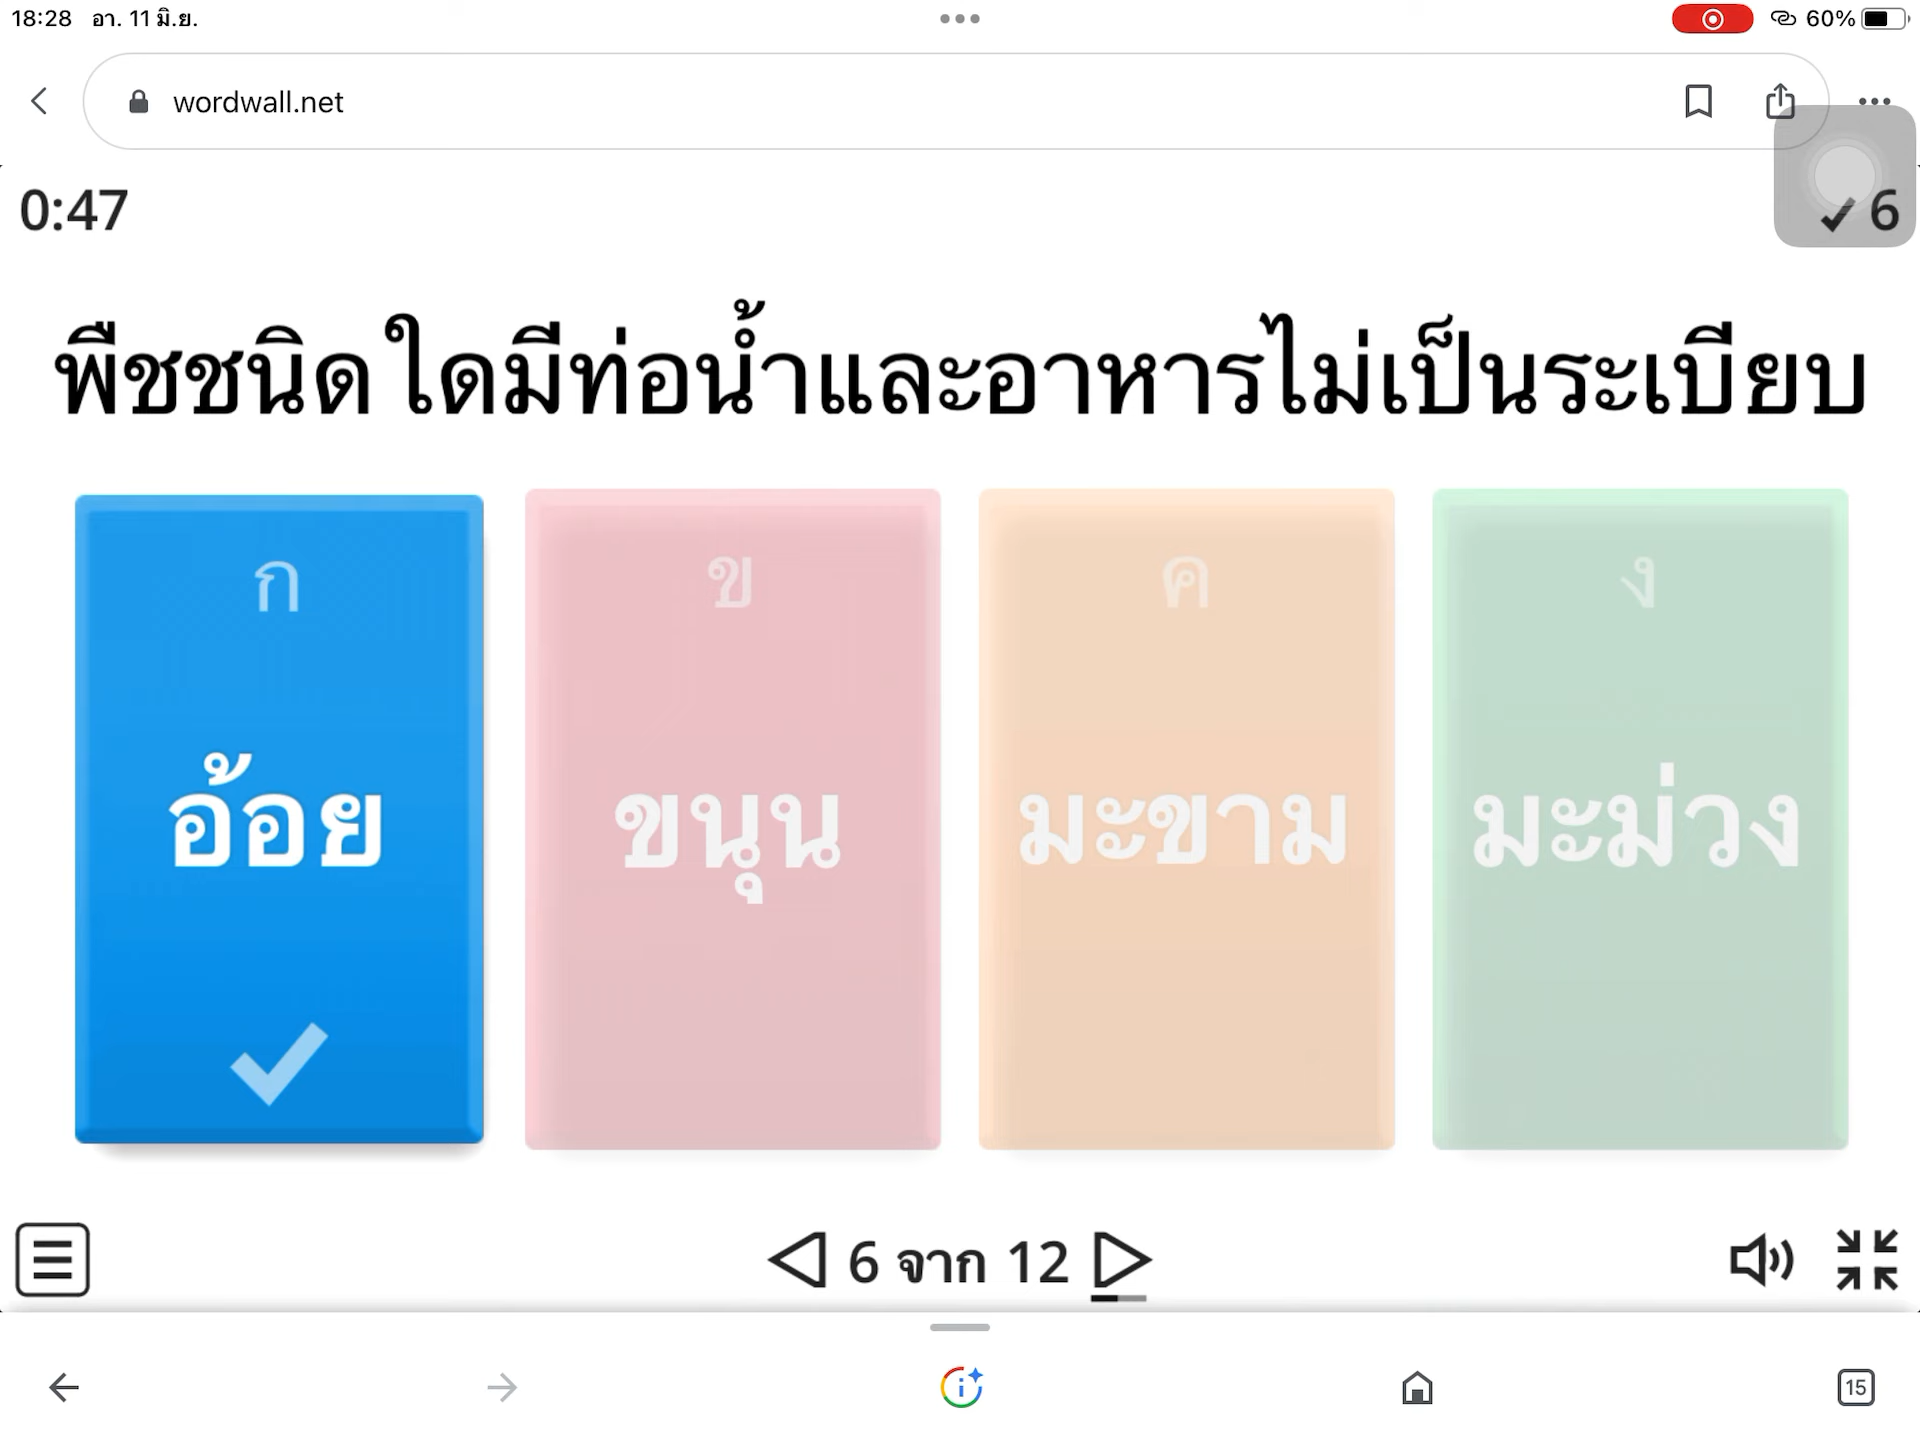 18:28 อา. 11 มิ.ย.
60%
wordwall.net
0:47
6
พืชชนิดใดมีท่อน้ำและอาหารไม่เป็นระเบียบ
ก
อ้อย
ข
ขนุน
ค
มะขาม
ง
มะม่วง
6 จาก 12
15